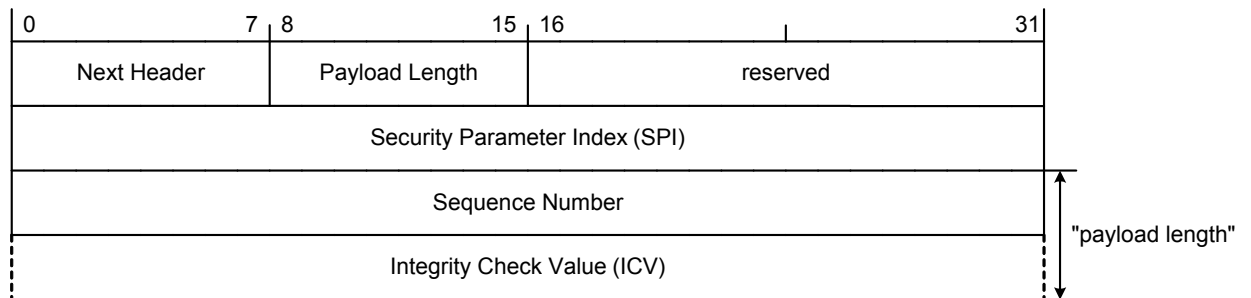 0 7 8 15 16 31
Next Header Payload Length reserved
Security Parameter Index (SPI)
Sequence Number
"payload length"
Integrity Check Value (ICV)